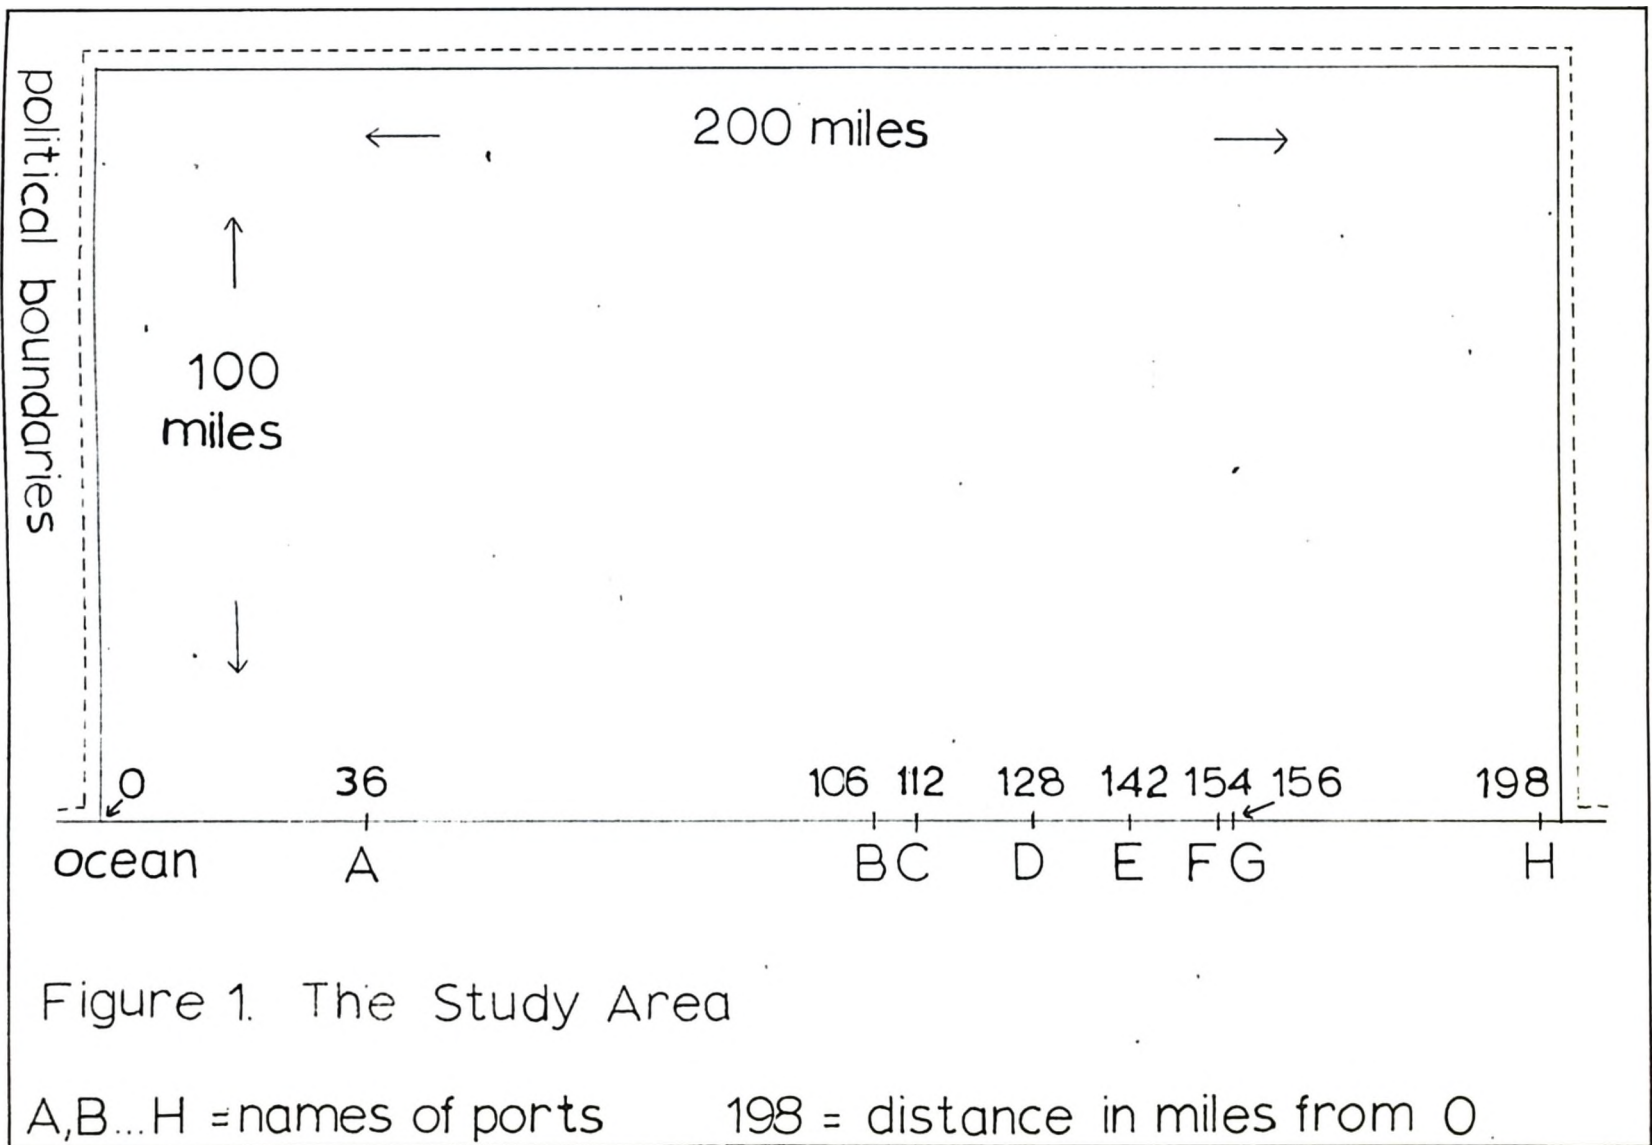 political boundaries
200 miles
100
miles
0 36 106 112 128 142 154 156 198
ocean A B C D E F G H
Figure 1. The Study Area
A,B...H = names of ports 198 = distance in miles from 0